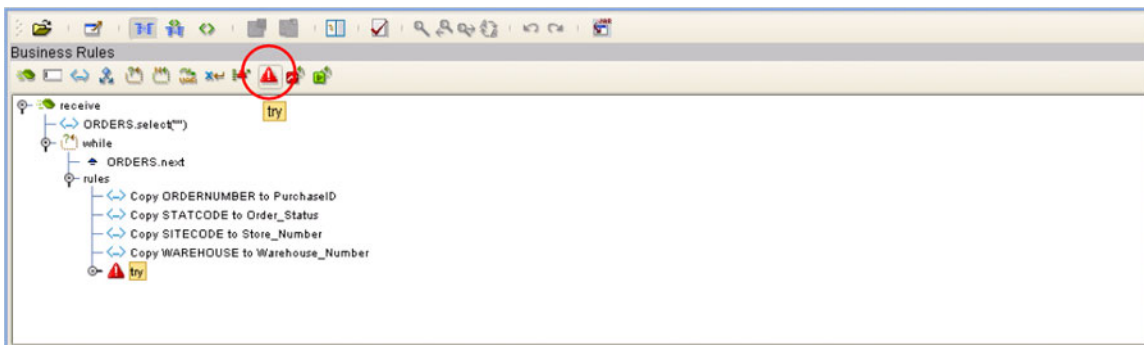 Business Rules
try
receive
ORDERS.select("")
while
ORDERS.next
rules
Copy ORDERNUMBER to PurchaseID
Copy STATCODE to Order_Status
Copy SITECODE to Store_Number
Copy WAREHOUSE to Warehouse_Number
try